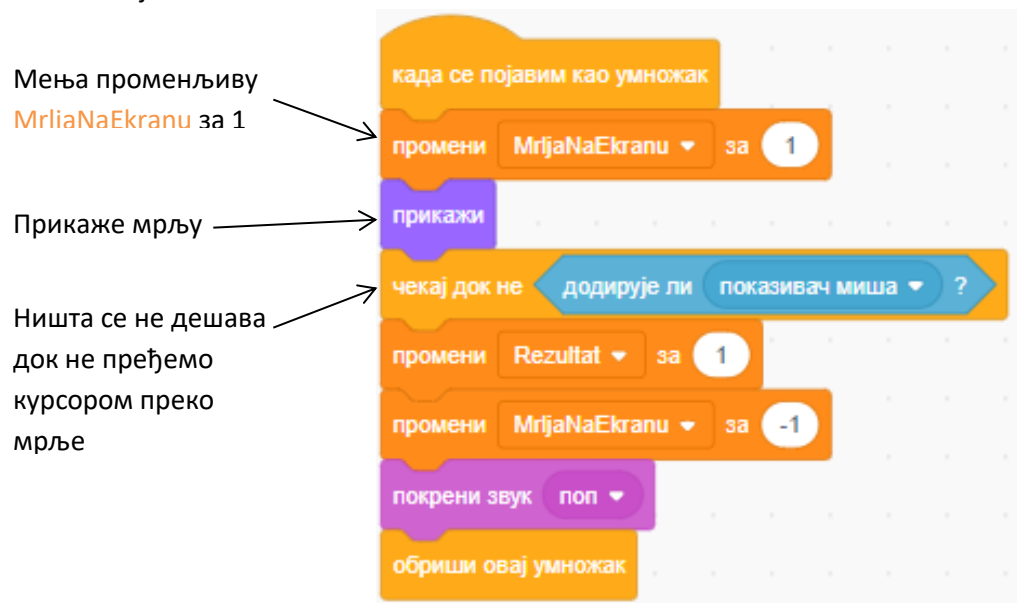 Мења променљиву
MrljaNaEkranu за 1
Прикаже мрљу
Ништа се не дешава
док не пређемо
курсором преко
мрље
када се појавим као умножак
промени MrljaNaEkranu за 1
прикажи
чекај док не додирује ли показивач миша ?
промени Rezultat за 1
промени MrljaNaEkranu за -1
покрени звук поп
обриши овај умножак